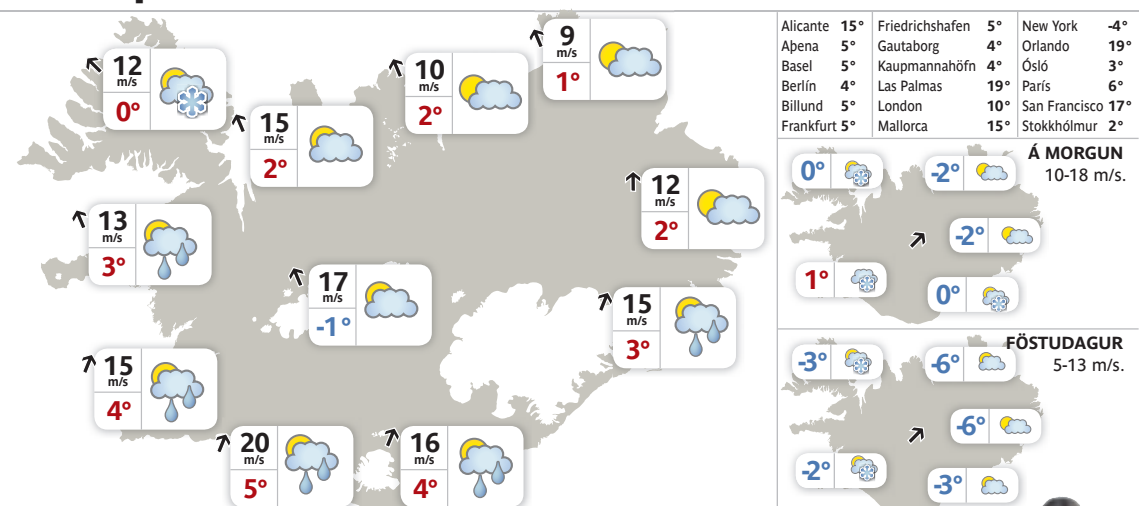 12
m/s
0°
15
m/s
2°
10
m/s
2°
9
m/s
1°
13
m/s
3°
12
m/s
2°
17
m/s
-1°
15
m/s
3°
15
m/s
4°
20
m/s
5°
16
m/s
4°
Alicante 15°
Aþena 5°
Basel 5°
Berlín 4°
Billund 5°
Frankfurt 5°
Friedrichshafen 5°
Gautaborg 4°
Kaupmannahöfn 4°
Las Palmas 19°
London 10°
Mallorca 15°
New York -4°
Orlando 19°
Ósló 3°
París 6°
San Francisco 17°
Stokkhólmur 2°
Á MORGUN
10-18 m/s.
0°
-2°
-2°
1°
0°
FÖSTUDAGUR
5-13 m/s.
-3°
-6°
-6°
-2°
-3°